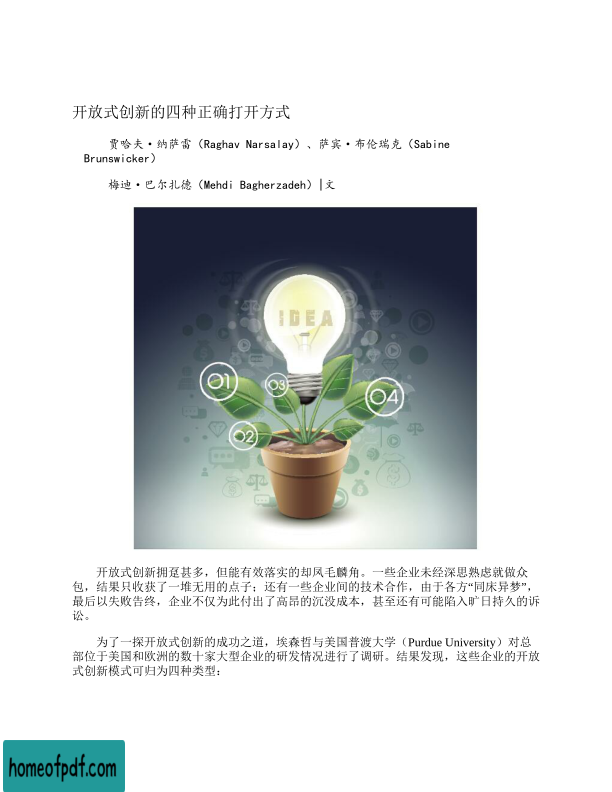 开放式创新的四种正确打开方式
贾哈夫·纳萨雷（Raghav Narsalay）、萨宾·布伦瑞克（Sabine
Brunswicker）
梅迪·巴尔扎德（Mehdi Bagherzadeh）|文
IDEA
01
03
04
02
开放式创新拥趸甚多，但能有效落实的却凤毛麟角。一些企业未经深思熟虑就做众
包，结果只收获了一堆无用的点子；还有一些企业间的技术合作，由于各方“同床异梦”，
最后以失败告终，企业不仅为此付出了高昂的沉没成本，甚至还有可能陷入旷日持久的诉
讼。
为了一探开放式创新的成功之道，埃森哲与美国普渡大学（Purdue University）对总
部位于美国和欧洲的数十家大型企业的研发情况进行了调研。结果发现，这些企业的开放
式创新模式可归为四种类型：
homeofpdf.com